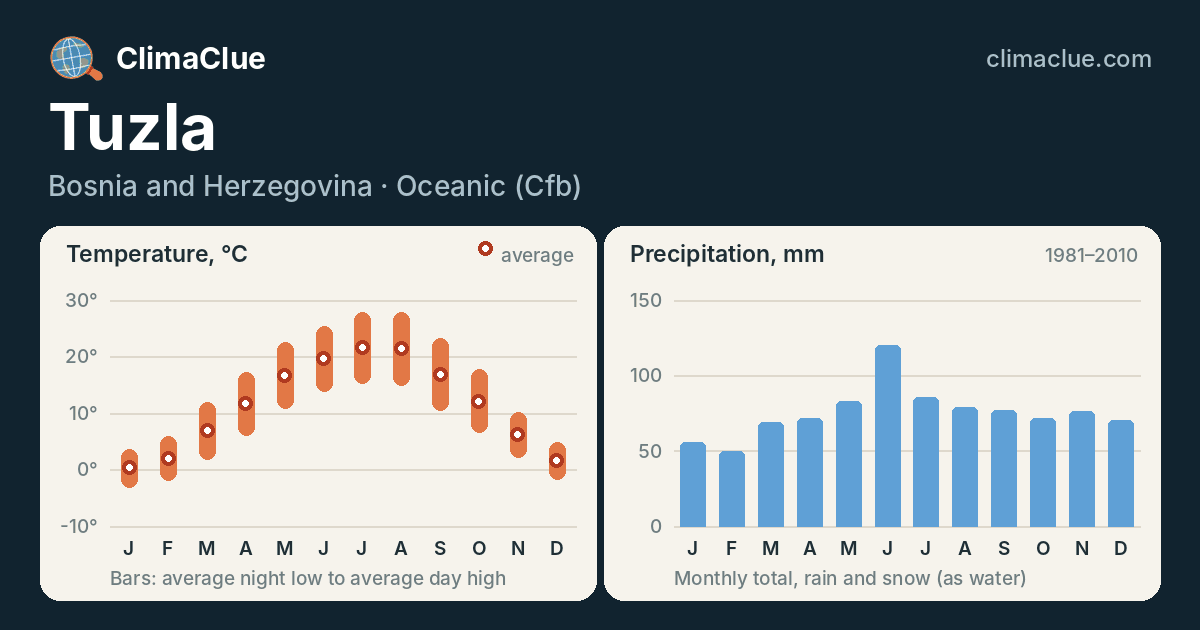 ClimaClue
climaclue.com
Tuzla
Bosnia and Herzegovina · Oceanic (Cfb)
Temperature, °C
average
30°
20°
10°
0°
-10°
J F M A M J J A S O N D
Bars: average night low to average day high
Precipitation, mm
1981–2010
150
100
50
0
J F M A M J J A S O N D
Monthly total, rain and snow (as water)